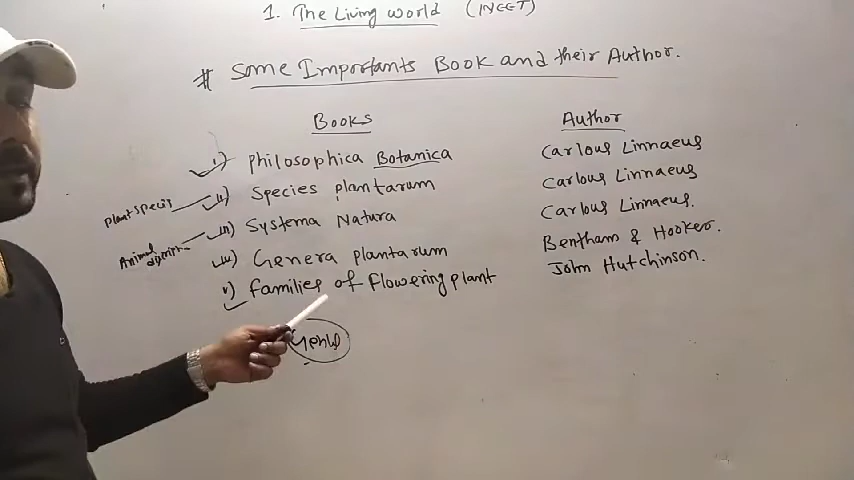 1. The Living World (NEET)
# Some Importants Book and their Author.
Books Author
i) Philosophica Botanica Carlous Linnaeus
plant species ii) Species plantarum Carlous Linnaeus
Animal iii) Systema Natura Carlous Linnaeus.
iv) Genera plantarum Bentham & Hooker.
v) Families of Flowering plant John Hutchinson.